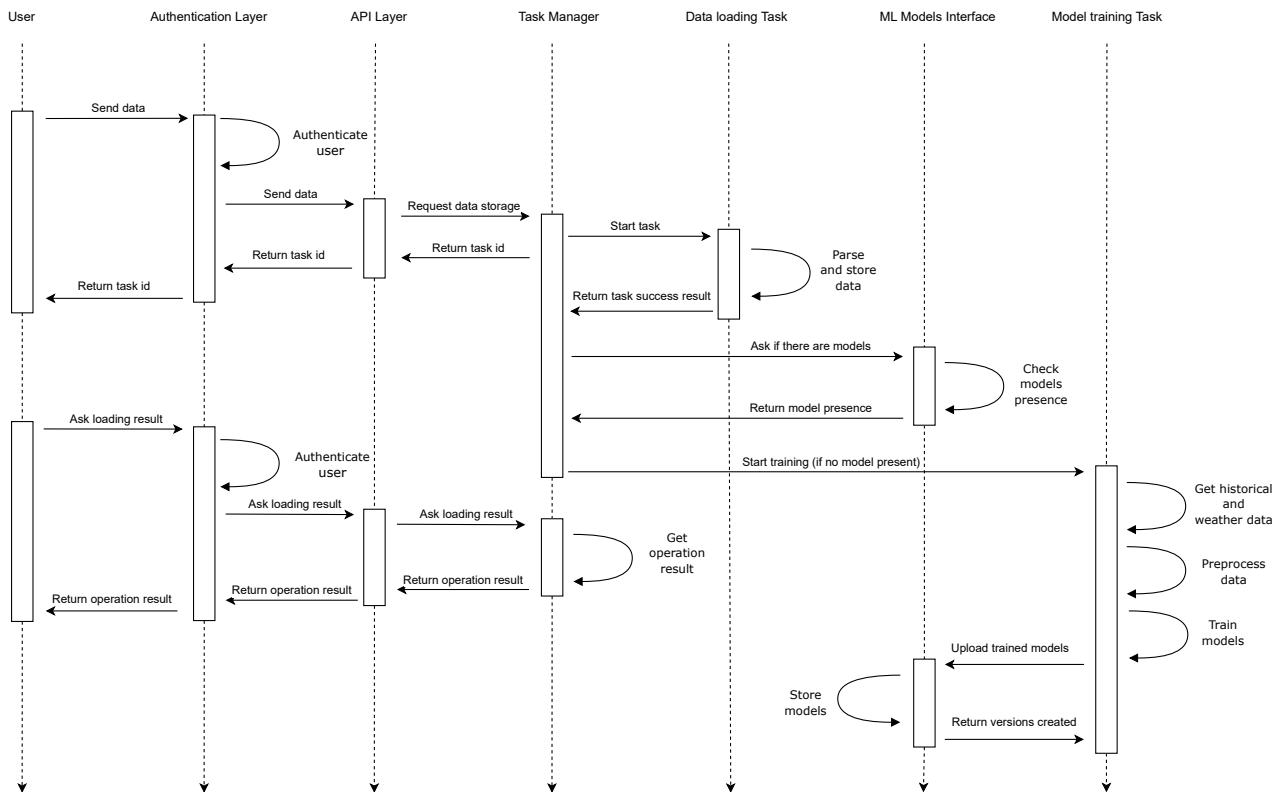 User
Authentication Layer
API Layer
Task Manager
Data loading Task
ML Models Interface
Model training Task
Send data
Authenticate
user
Send data
Request data storage
Start task
Return task id
Return task id
Return task id
Parse
and store
data
Return task success result
Ask if there are models
Check
models
presence
Return model presence
Ask loading result
Authenticate
user
Start training (if no model present)
Get historical
and
weather data
Ask loading result
Ask loading result
Get
operation
result
Preprocess
data
Return operation result
Return operation result
Return operation result
Train
models
Upload trained models
Store
models
Return versions created